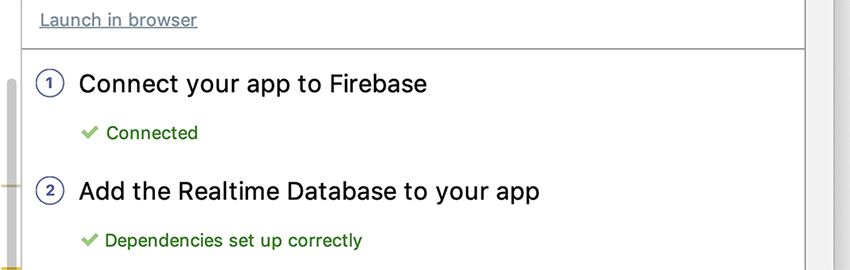 Launch in browser
1 Connect your app to Firebase
Connected
2 Add the Realtime Database to your app
Dependencies set up correctly